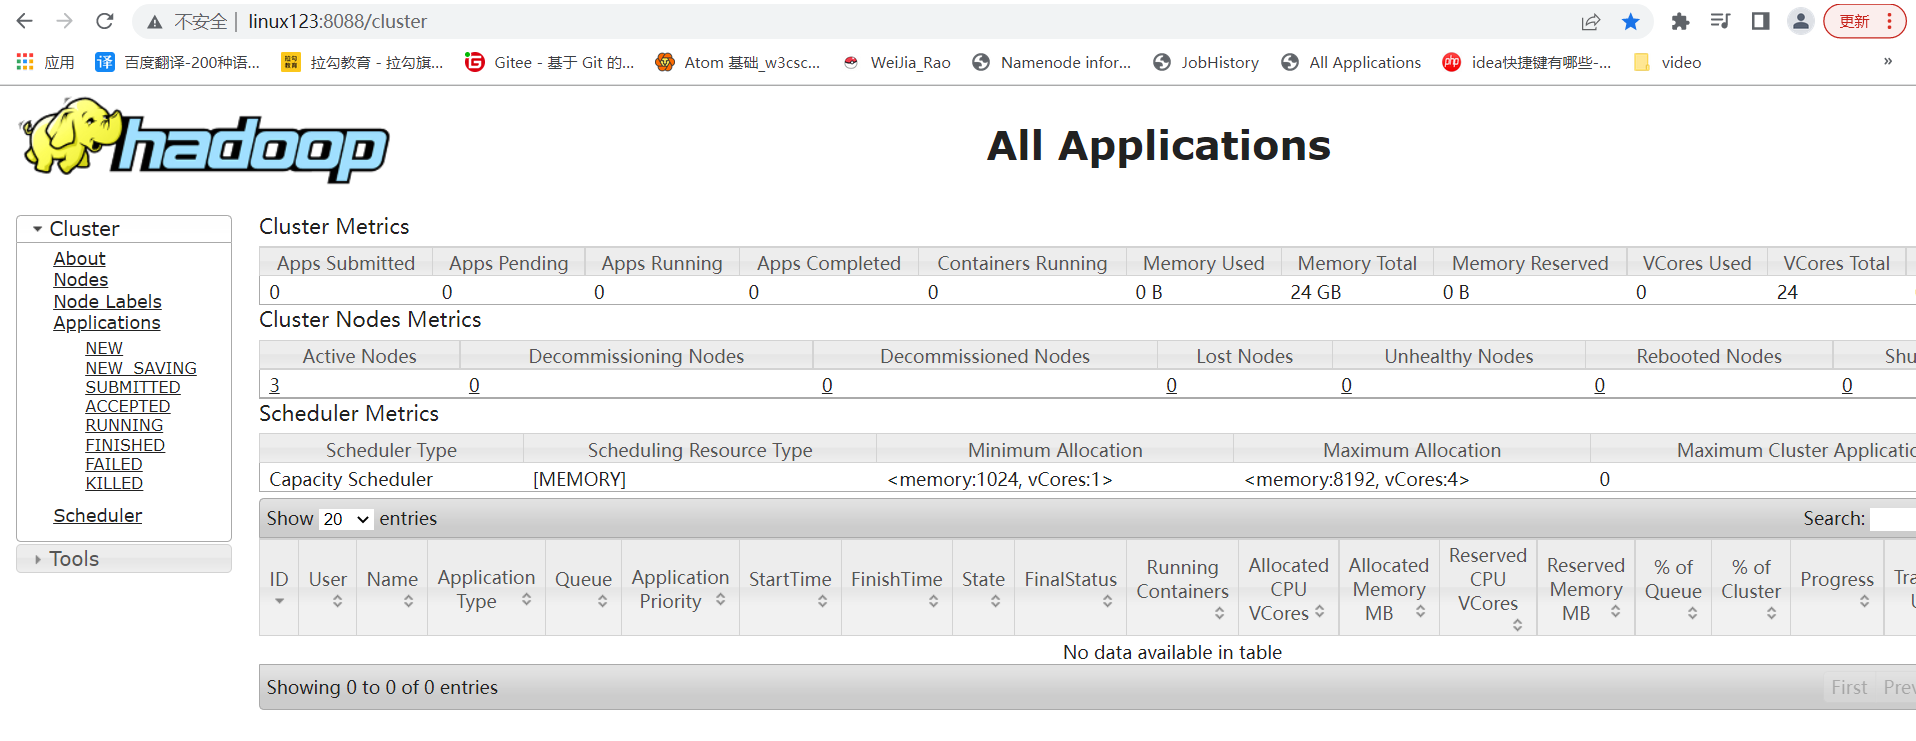 不安全 | linux123:8088/cluster
更新
应用
译 百度翻译-200种语...
拉勾教育 拉勾教育 - 拉勾旗...
Gitee - 基于 Git 的...
Atom 基础_w3csc...
WeiJia_Rao
Namenode infor...
JobHistory
All Applications
php idea快捷键有哪些-...
video
»
hadoop
All Applications
Cluster
About
Nodes
Node Labels
Applications
NEW
NEW_SAVING
SUBMITTED
ACCEPTED
RUNNING
FINISHED
FAILED
KILLED
Scheduler
Tools
Cluster Metrics
Apps Submitted Apps Pending Apps Running Apps Completed Containers Running Memory Used Memory Total Memory Reserved VCores Used VCores Total
0 0 0 0 0 0 B 24 GB 0 B 0 24
Cluster Nodes Metrics
Active Nodes Decommissioning Nodes Decommissioned Nodes Lost Nodes Unhealthy Nodes Rebooted Nodes Shu
3 0 0 0 0 0 0
Scheduler Metrics
Scheduler Type Scheduling Resource Type Minimum Allocation Maximum Allocation Maximum Cluster Applicatio
Capacity Scheduler [MEMORY] <memory:1024, vCores:1> <memory:8192, vCores:4> 0
Show 20 entries Search:
ID User Name Application Type Queue Application Priority StartTime FinishTime State FinalStatus Running Containers Allocated CPU VCores Allocated Memory MB Reserved CPU VCores Reserved Memory MB % of Queue % of Cluster Progress Tra
No data available in table
Showing 0 to 0 of 0 entries First Prev